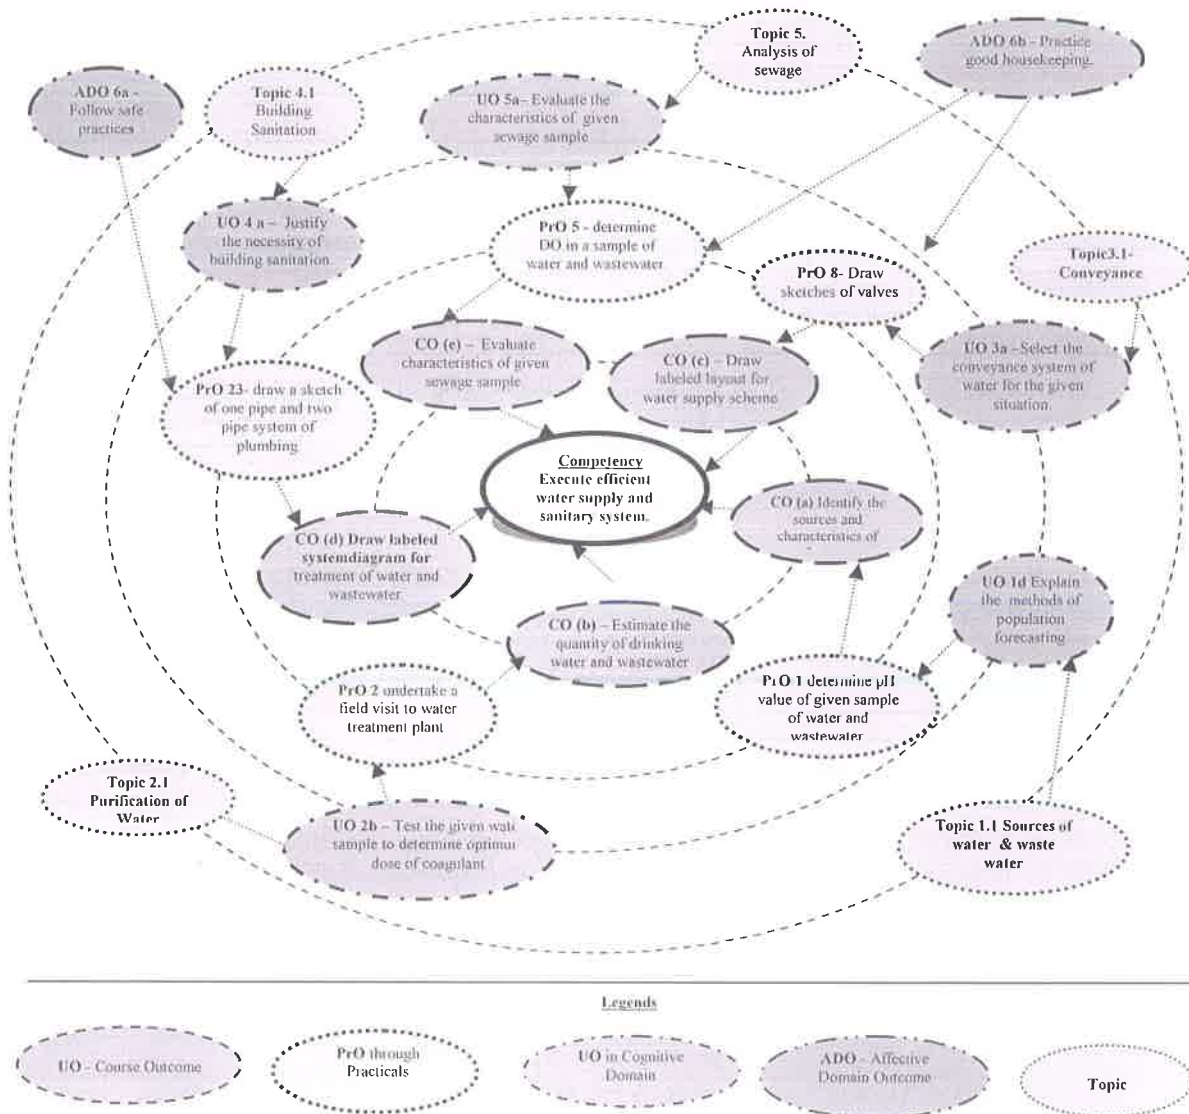 Topic 5.
Analysis of
sewage
ADO 6b - Practice
good housekeeping.
ADO 6a -
Follow safe
practices
Topic 4.1
Building
Sanitation
UO 5a– Evaluate the
characteristics of given
sewage sample
UO 4 a – Justify
the necessity of
building sanitation.
PrO 5 - determine
DO in a sample of
water and wastewater
PrO 8- Draw
sketches of valves
Topic3.1-
Conveyance
CO (e) – Evaluate
characteristics of given
sewage sample
CO (c) – Draw
labeled layout for
water supply scheme
UO 3a –Select the
conveyance system of
water for the given
situation.
PrO 23- draw a sketch
of one pipe and two
pipe system of
plumbing
Competency
Execute efficient
water supply and
sanitary system.
CO (a) Identify the
sources and
characteristics of
CO (d) Draw labeled
systemdiagram for
treatment of water and
wastewater.
UO 1d Explain
the methods of
population
forecasting
CO (b) – Estimate the
quantity of drinking
water and wastewater
PrO 2 undertake a
field visit to water
treatment plant
PrO 1 determine pH
value of given sample
of water and
wastewater
Topic 2.1
Purification of
Water
UO 2b – Test the given wate
sample to determine optimu
dose of coagulant
Topic 1.1 Sources of
water & waste
water
Legends
UO - Course Outcome
PrO through
Practicals
UO in Cognitive
Domain
ADO - Affective
Domain Outcome
Topic